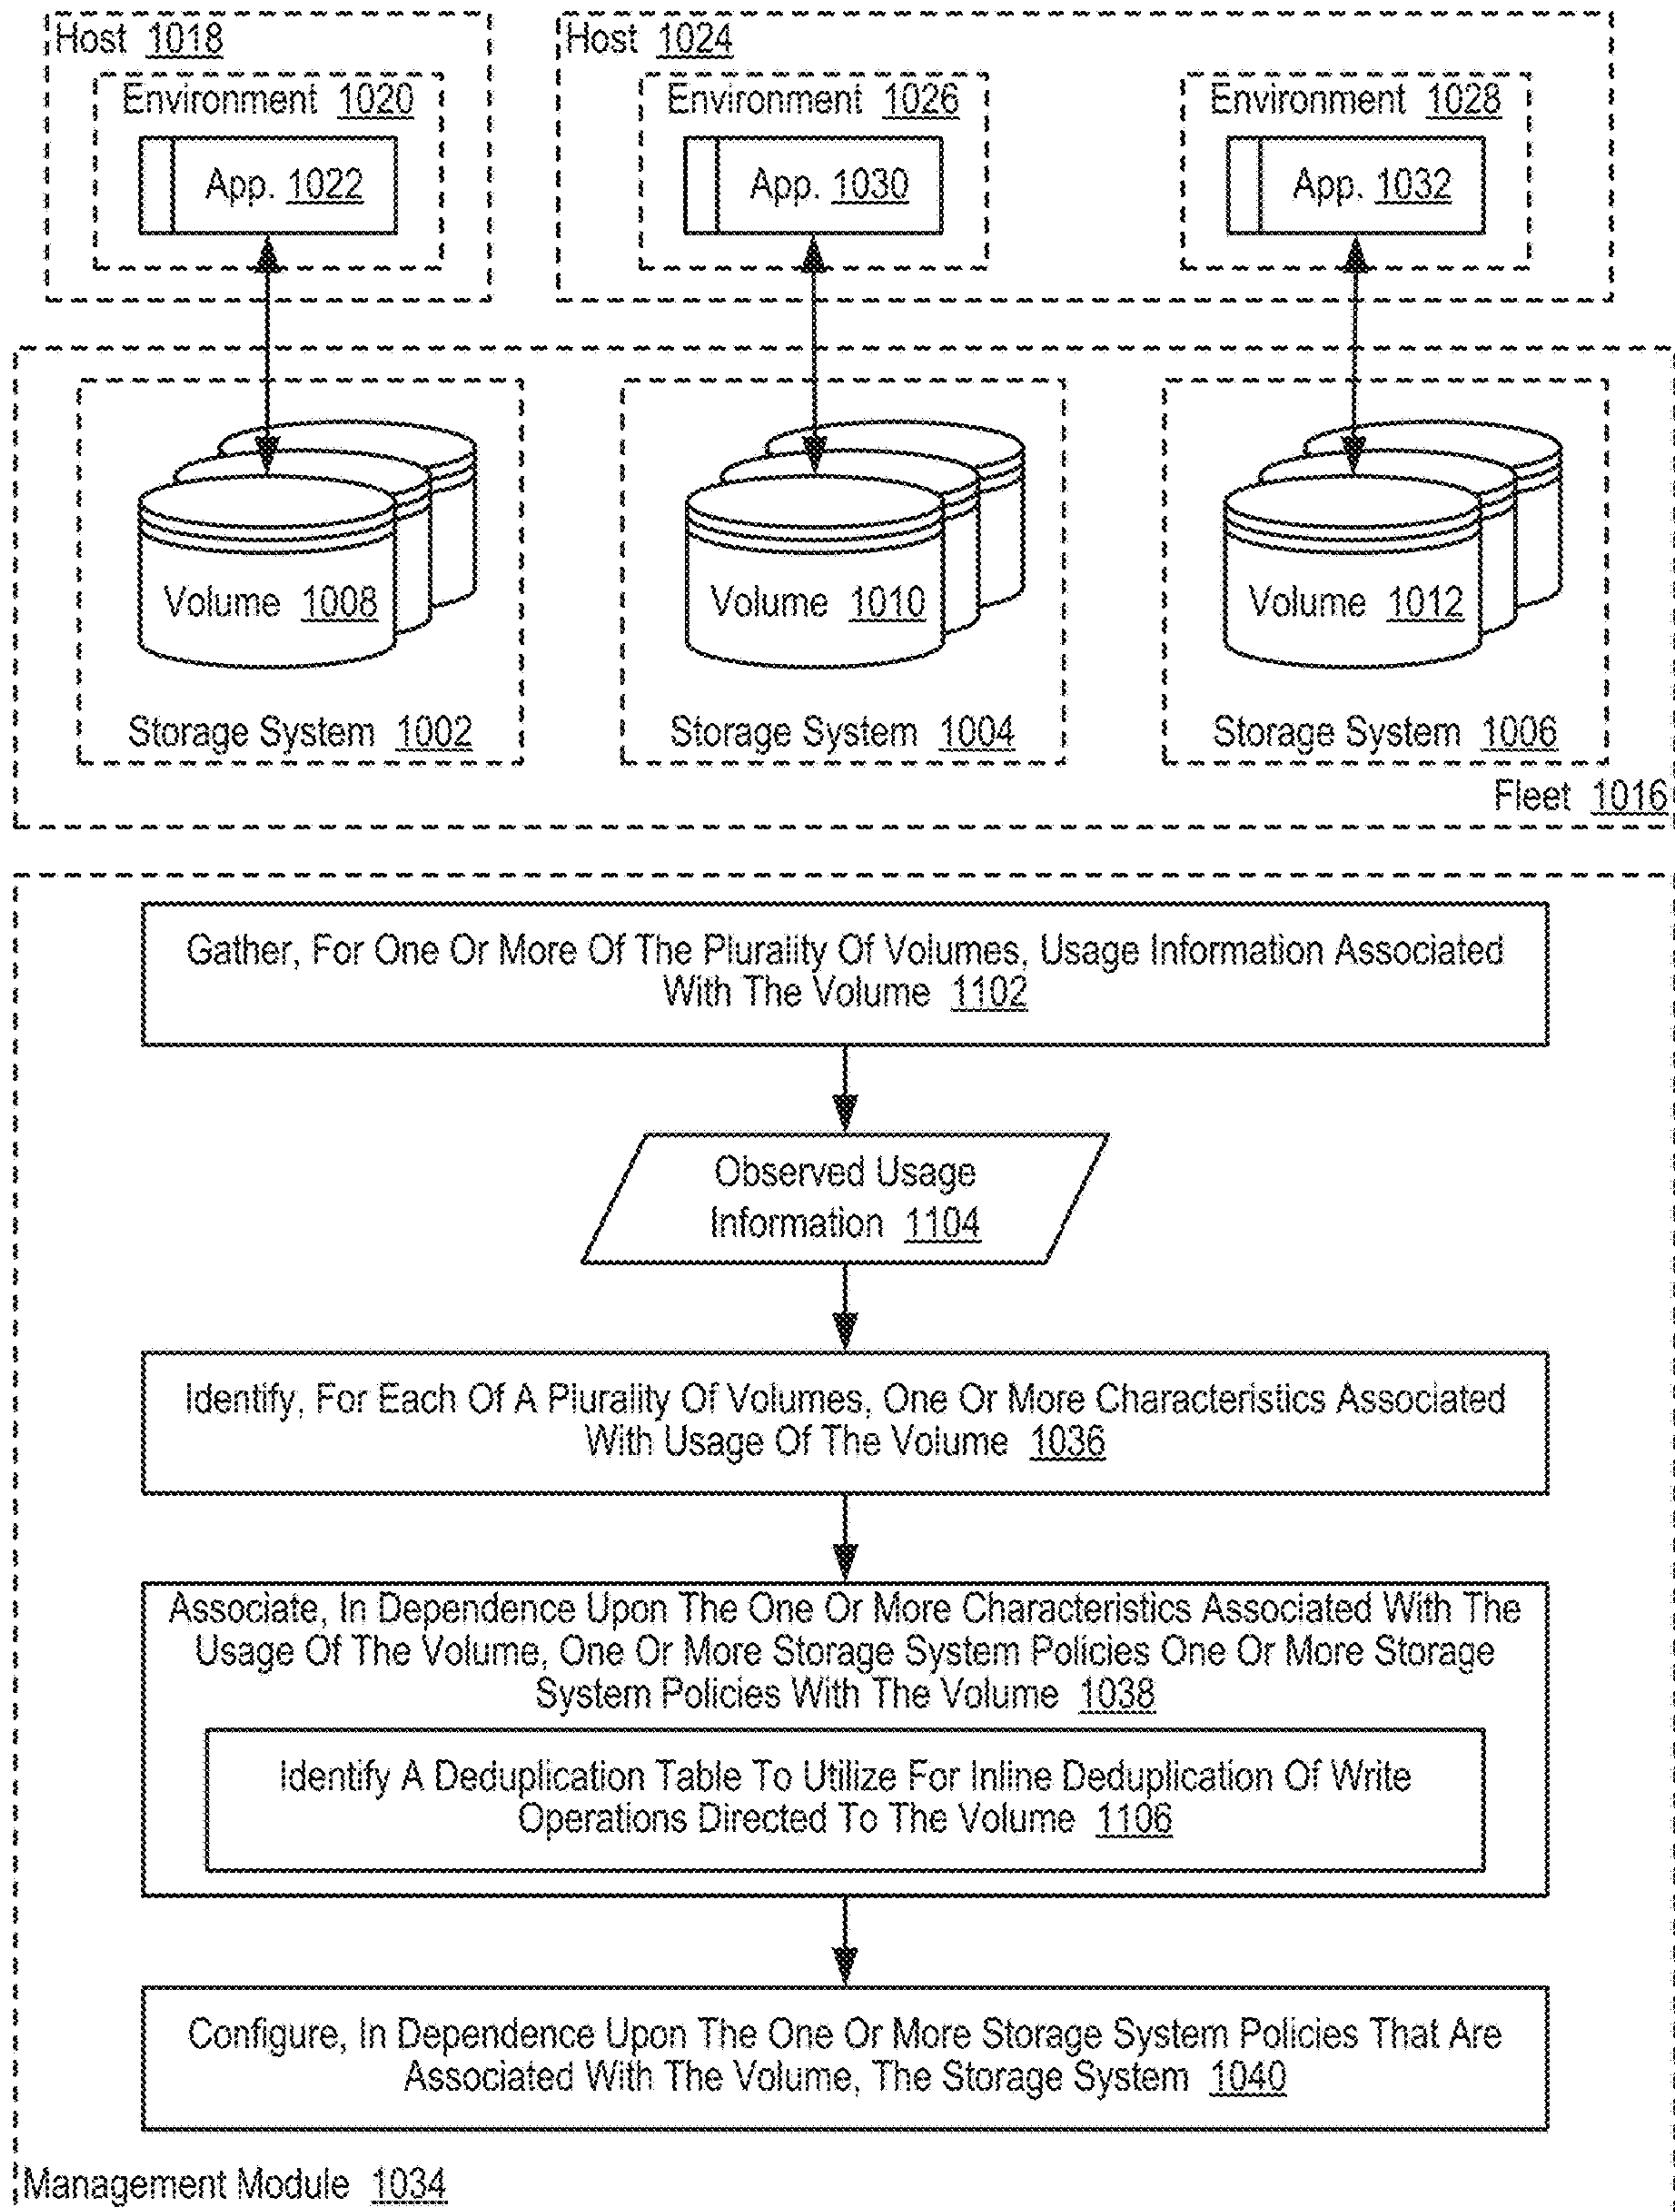 Host 1018
Host 1024
Environment 1020
Environment 1026
Environment 1028
App. 1022
App. 1030
App. 1032
Volume 1008
Volume 1010
Volume 1012
Storage System 1002
Storage System 1004
Storage System 1006
Fleet 1016
Gather, For One Or More Of The Plurality Of Volumes, Usage Information Associated
With The Volume 1102
Observed Usage
Information 1104
Identify, For Each Of A Plurality Of Volumes, One Or More Characteristics Associated
With Usage Of The Volume 1036
Associate, In Dependence Upon The One Or More Characteristics Associated With The
Usage Of The Volume, One Or More Storage System Policies One Or More Storage
System Policies With The Volume 1038
Identify A Deduplication Table To Utilize For Inline Deduplication Of Write
Operations Directed To The Volume 1106
Configure, In Dependence Upon The One Or More Storage System Policies That Are
Associated With The Volume, The Storage System 1040
Management Module 1034